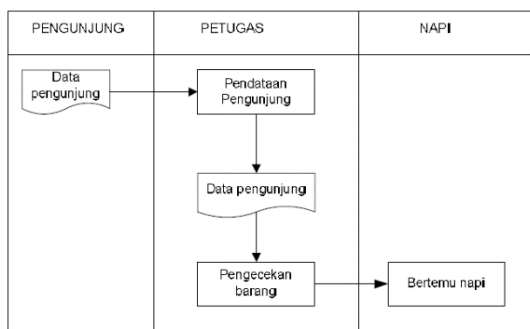 PENGUNJUNG
PETUGAS
NAPI
Data
pengunjung
Pendataan
Pengunjung
Data pengunjung
Pengecekan
barang
Bertemu napi